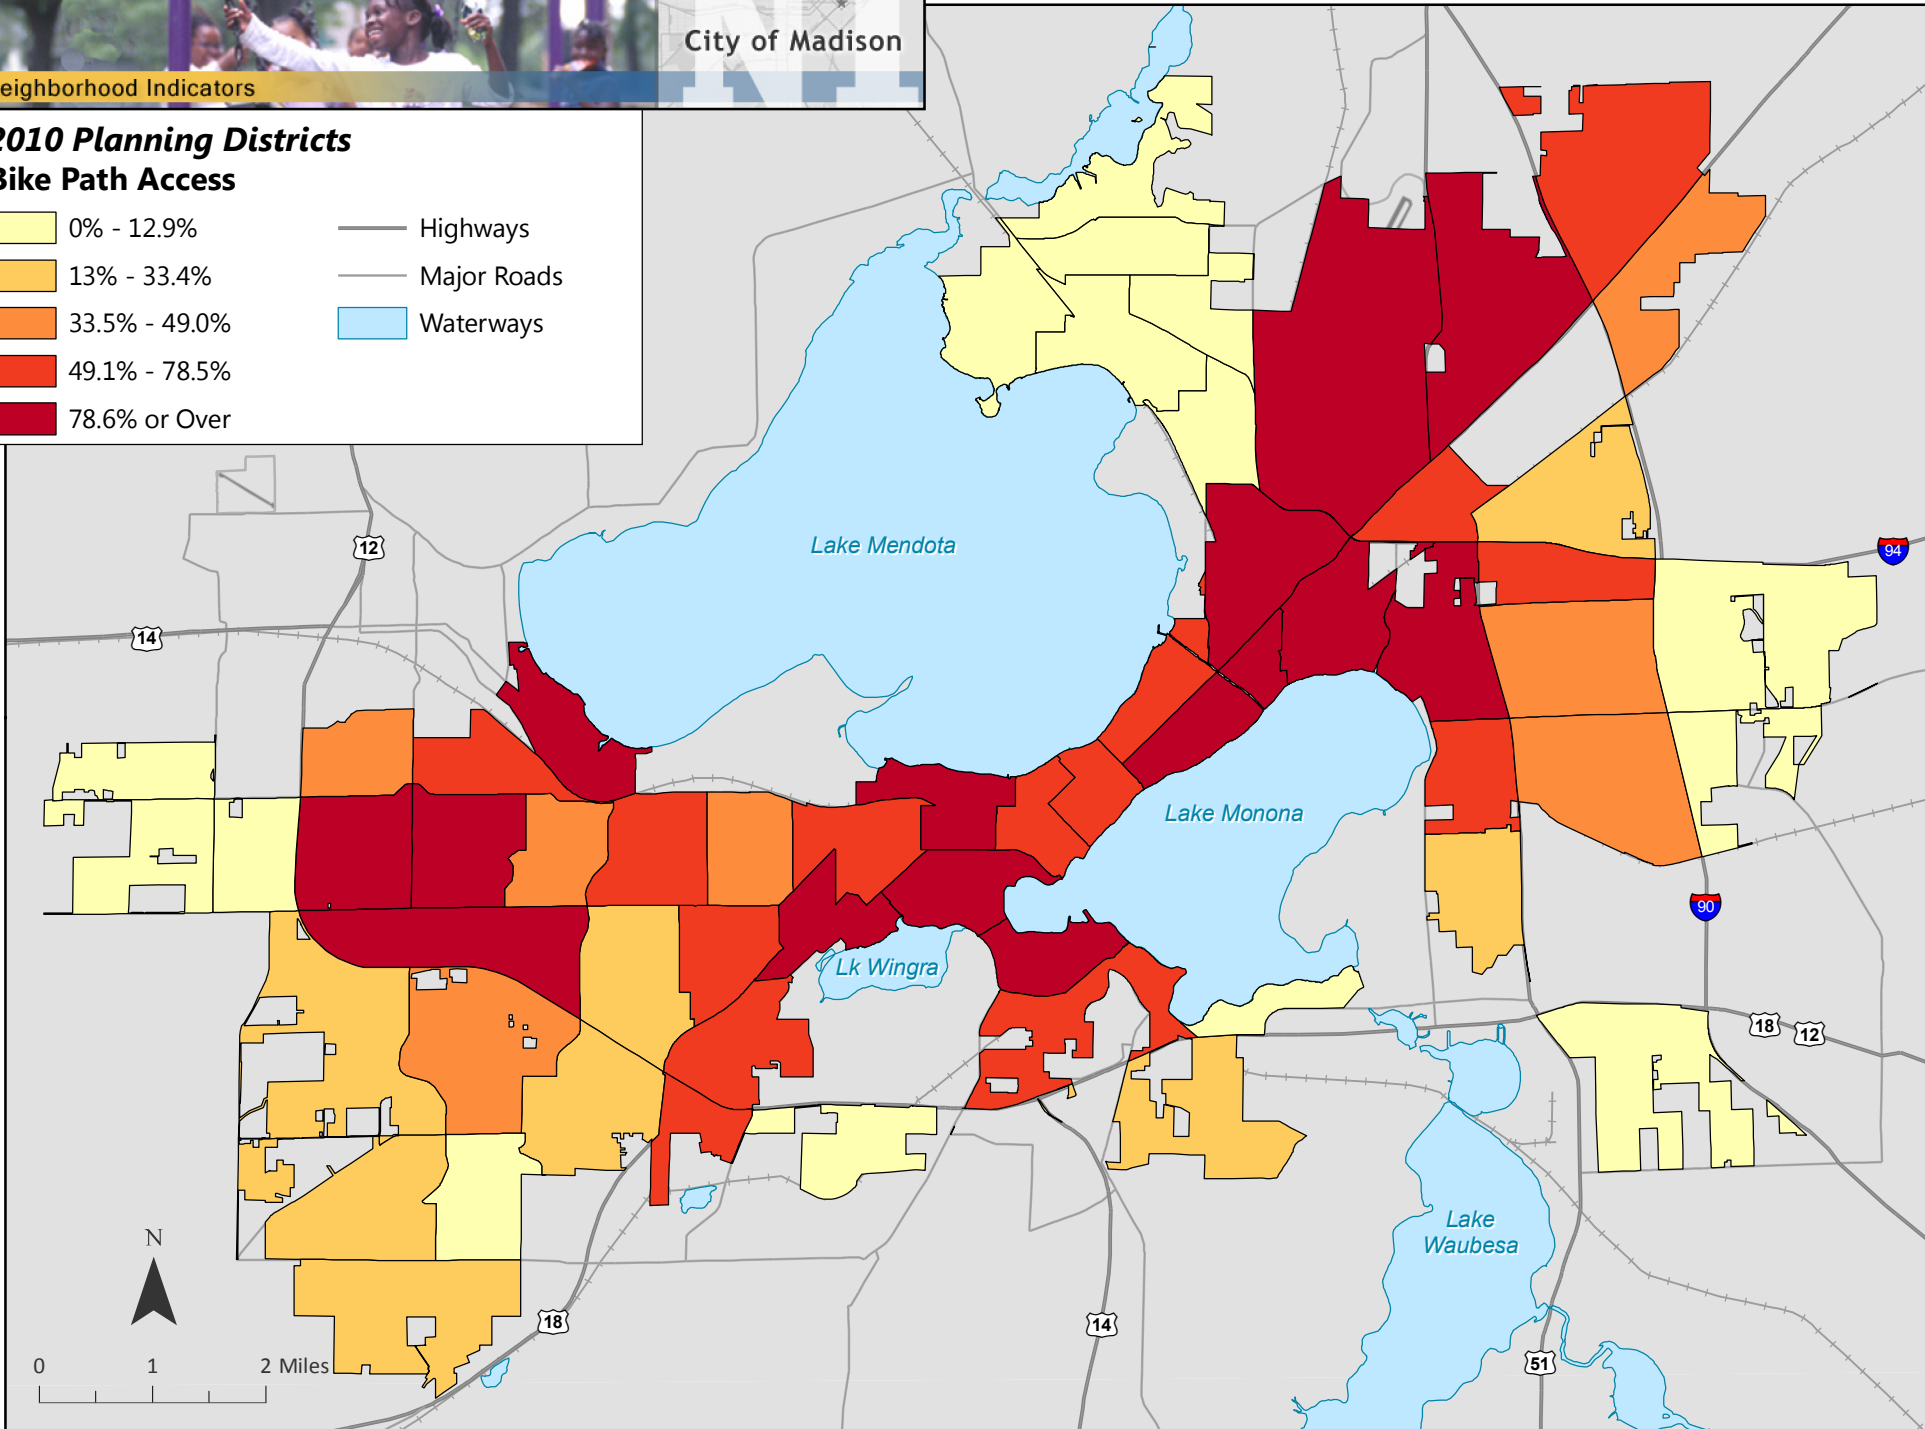 City of Madison
eighborhood Indicators
2010 Planning Districts
Bike Path Access
0% - 12.9%
13% - 33.4%
33.5% - 49.0%
49.1% - 78.5%
78.6% or Over
Highways
Major Roads
Waterways
12
Lake Mendota
94
14
Lake Monona
90
Lk Wingra
18
12
Lake
Waubesa
N
18
14
51
0 1 2 Miles